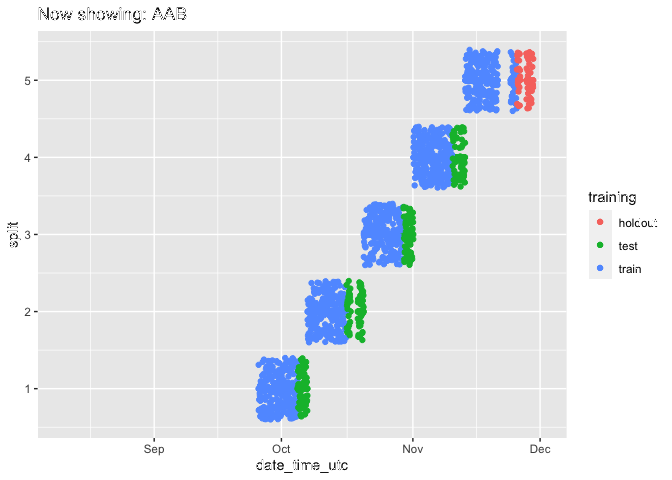 Now showing: AAB
5
4
3
2
1
split
Sep
Oct
Nov
Dec
date_time_utc
training
holdout
test
train